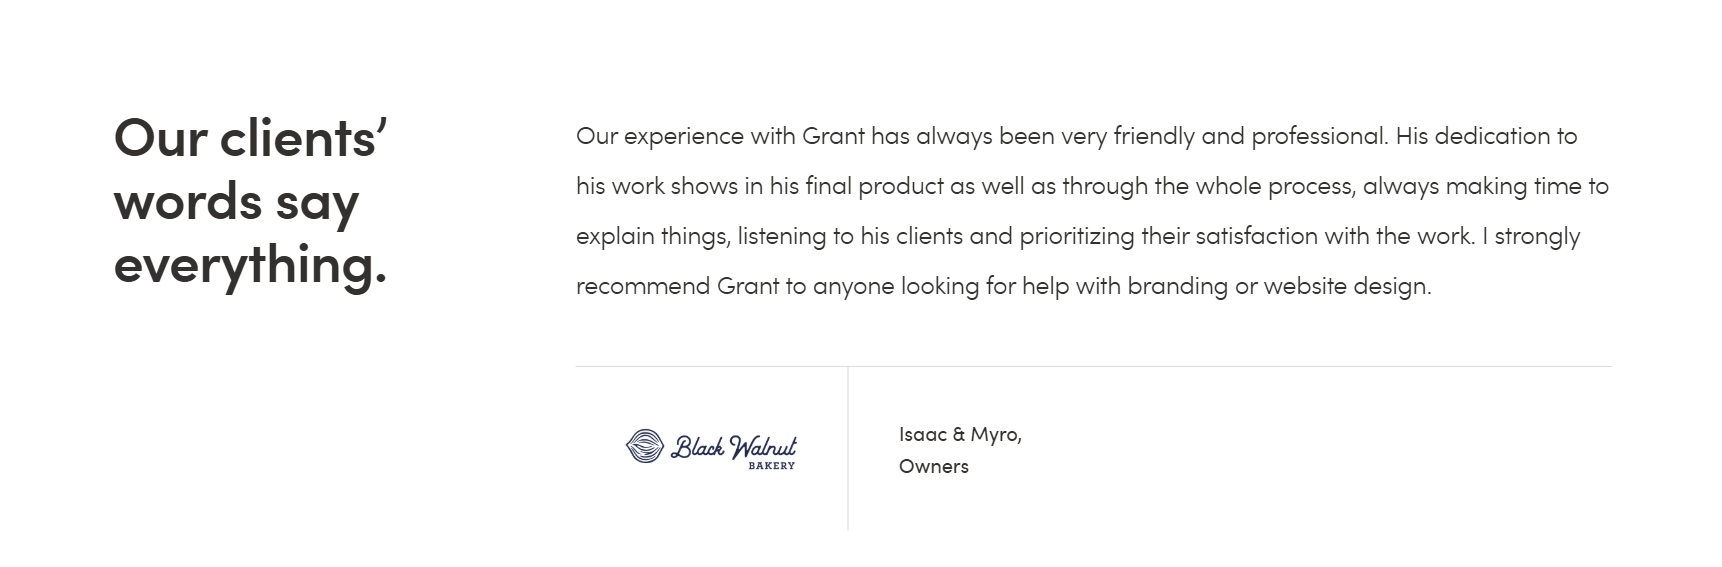 Our clients’
words say
everything.
Our experience with Grant has always been very friendly and professional. His dedication to
his work shows in his final product as well as through the whole process, always making time to
explain things, listening to his clients and prioritizing their satisfaction with the work. I strongly
recommend Grant to anyone looking for help with branding or website design.
Black Walnut
BAKERY
Isaac & Myro,
Owners